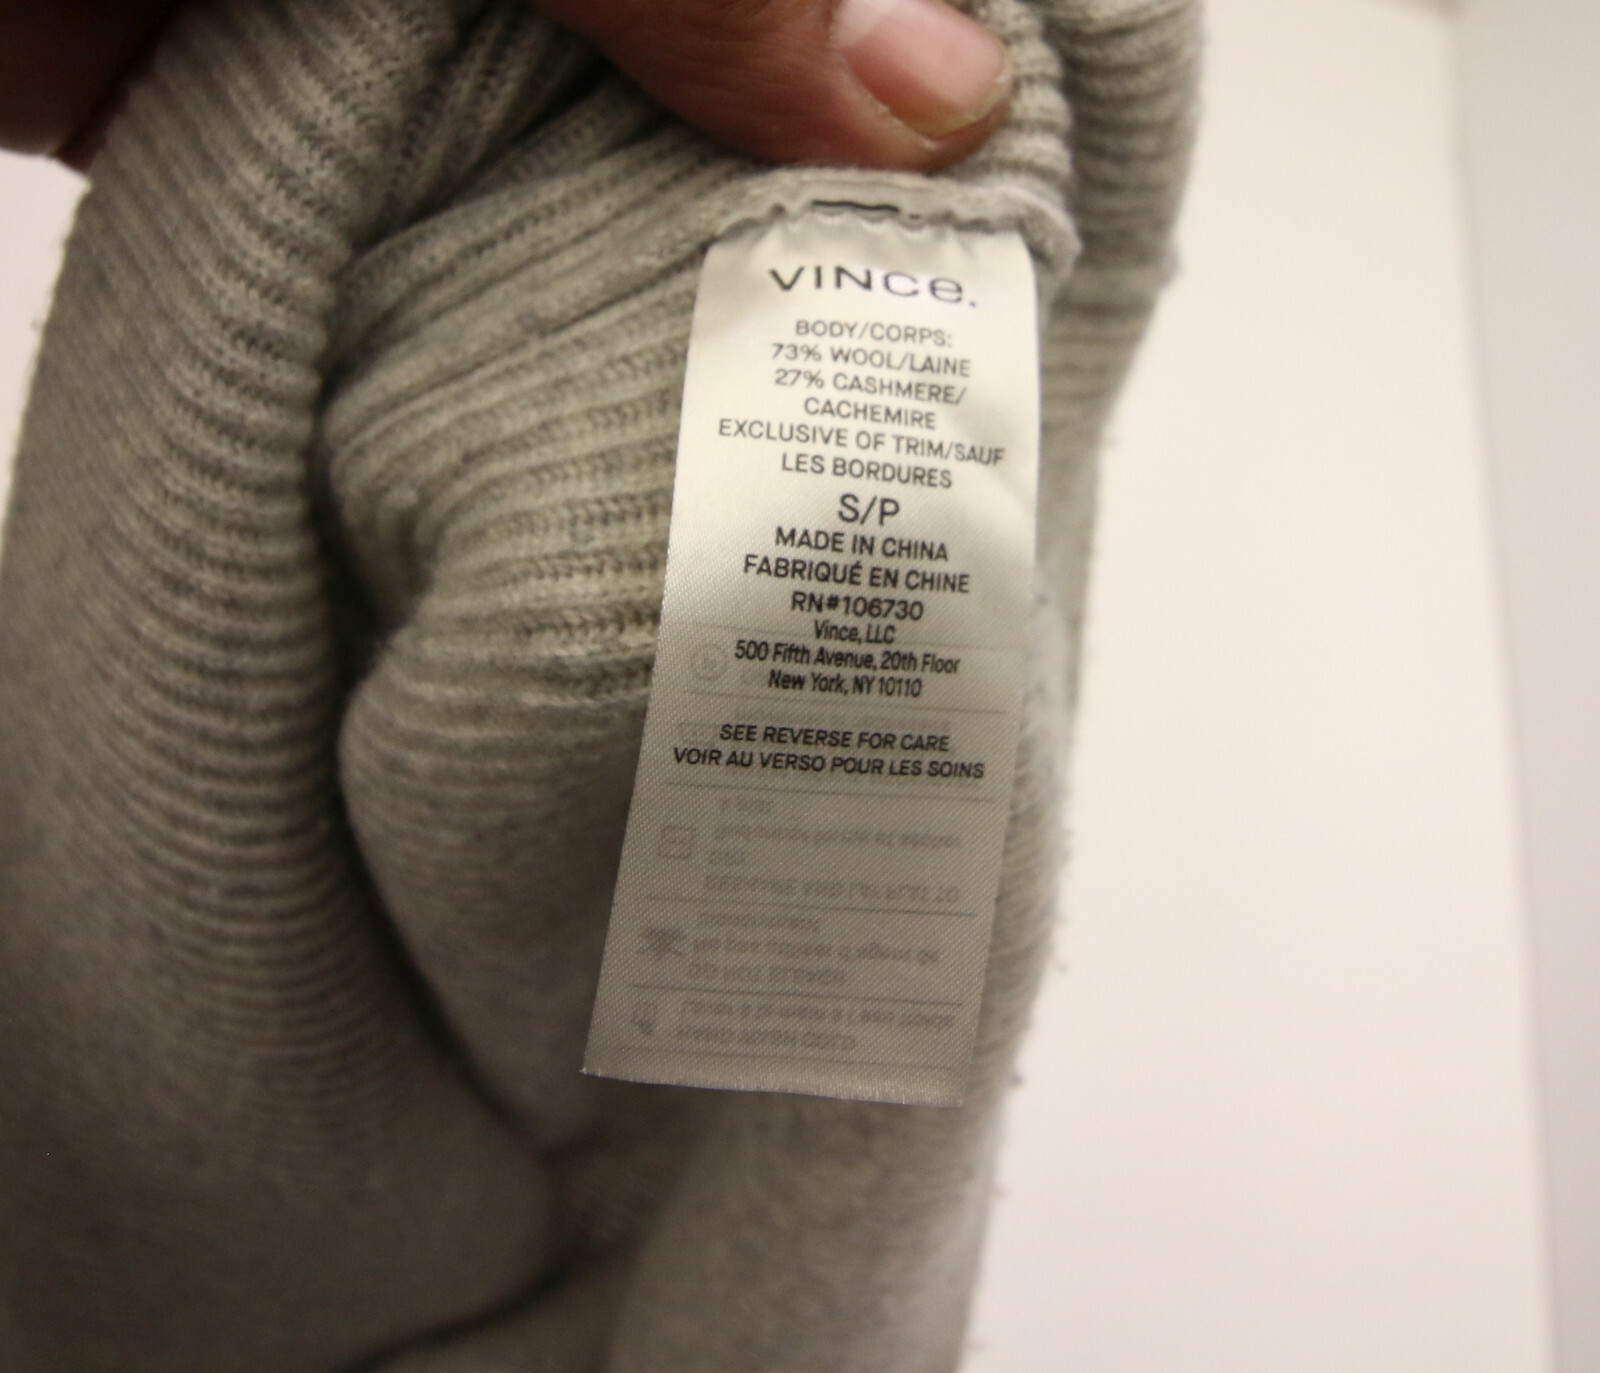 VINCE.
BODY/CORPS:
73% WOOL/LAINE
27% CASHMERE/
CACHEMIRE
EXCLUSIVE OF TRIM/SAUF
LES BORDURES
S/P
MADE IN CHINA
FABRIQUÉ EN CHINE
RN#106730
Vince, LLC
500 Fifth Avenue, 20th Floor
New York, NY 10110
SEE REVERSE FOR CARE
VOIR AU VERSO POUR LES SOINS